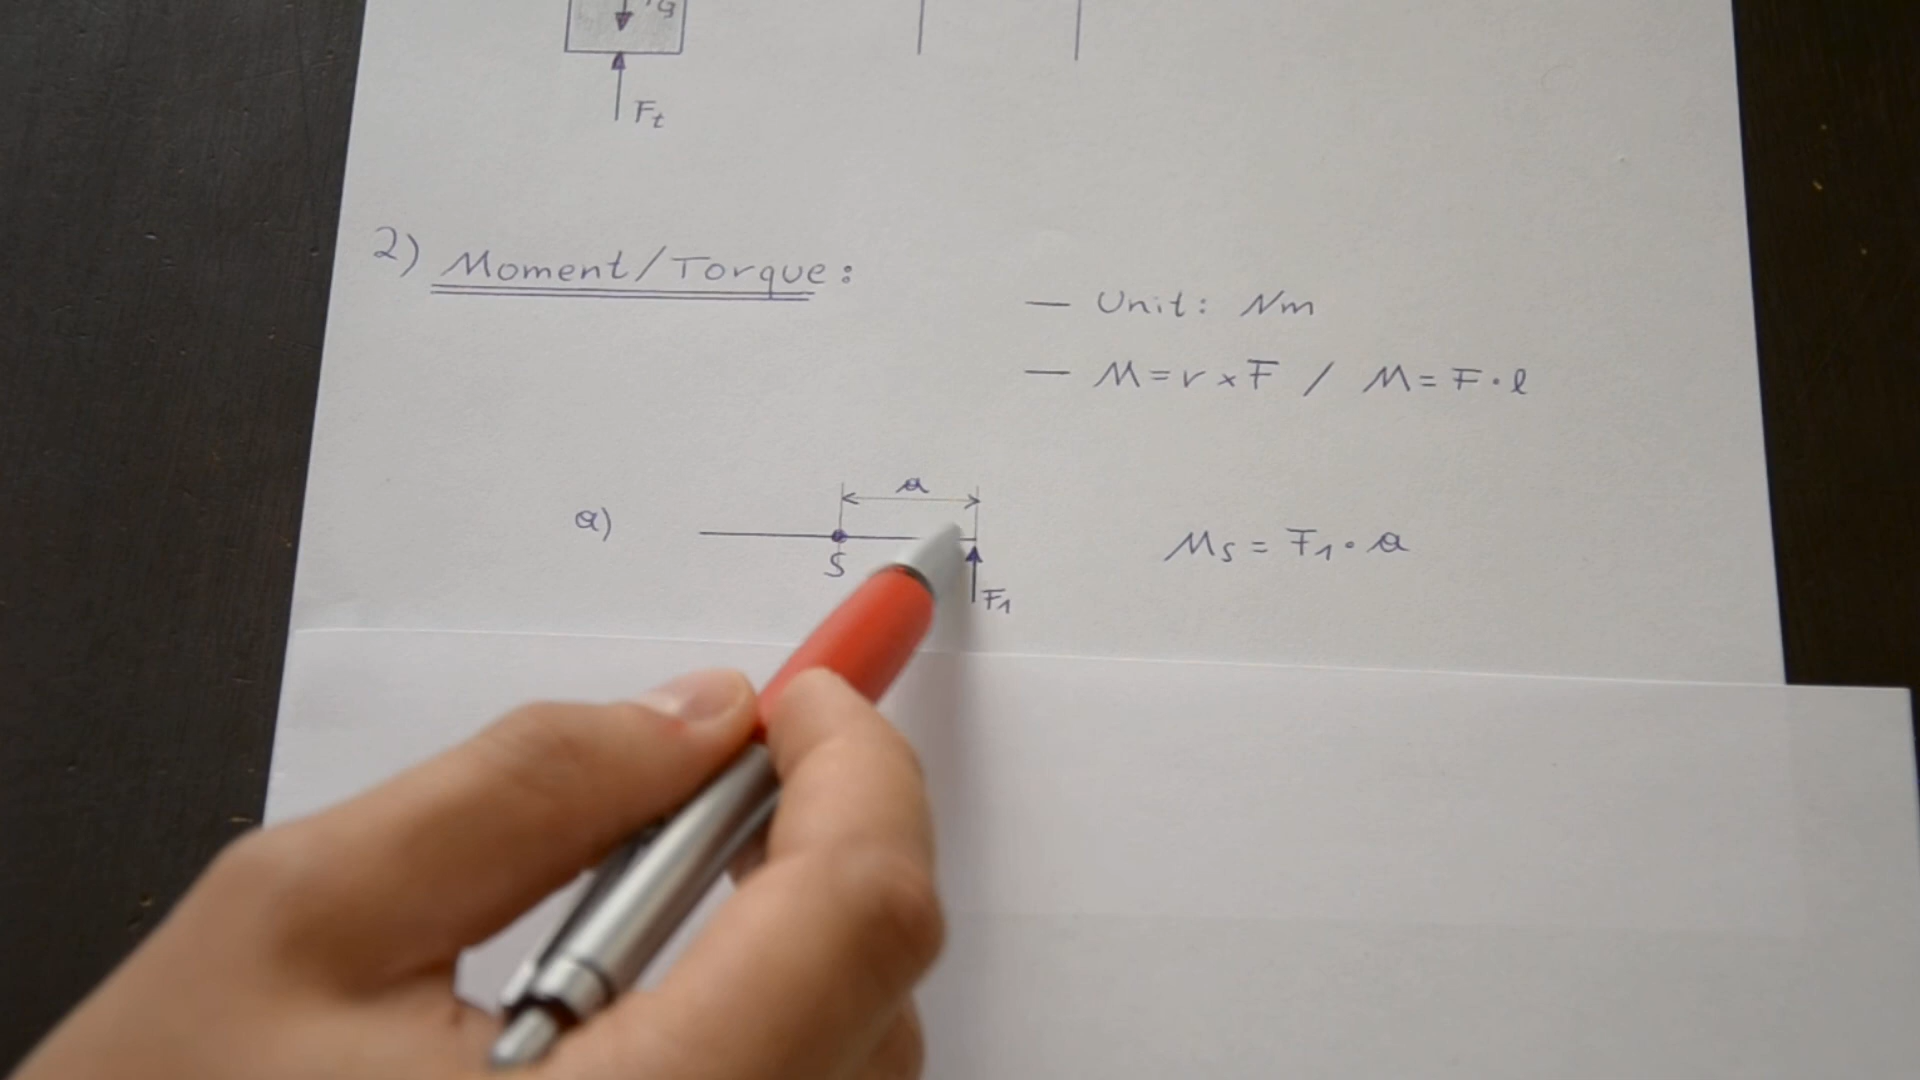 Ft
2) Moment/Torque:
— Unit: Nm
— M = r × F / M = F · l
a
a)
S
F1
Ms = F1 · a